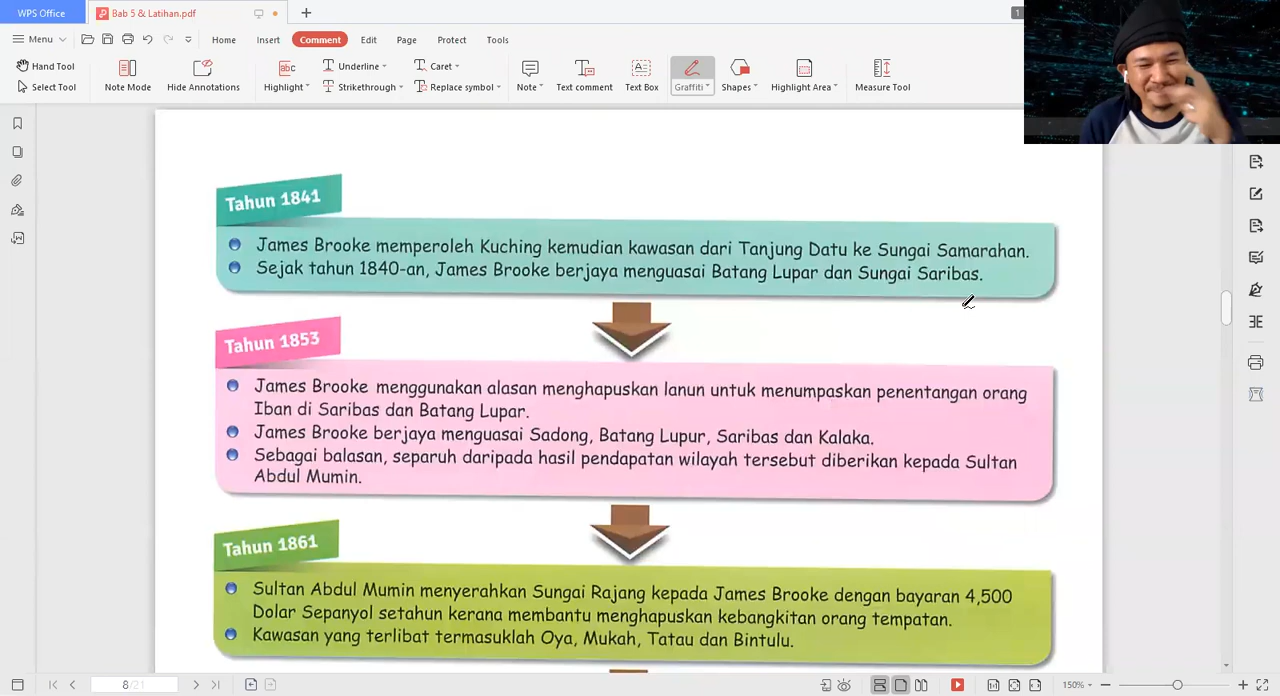 WPS Office
Bab 5 & Latihan.pdf
1
Menu
Home
Insert
Comment
Edit
Page
Protect
Tools
Hand Tool
Select Tool
Note Mode
Hide Annotations
abc
Highlight
Underline
Strikethrough
Caret
Replace symbol
Note
Text comment
Text Box
Graffiti
Shapes
Highlight Area
Measure Tool
Tahun 1841
James Brooke memperoleh Kuching kemudian kawasan dari Tanjung Datu ke Sungai Samarahan.
Sejak tahun 1840-an, James Brooke berjaya menguasai Batang Lupar dan Sungai Saribas.
Tahun 1853
James Brooke menggunakan alasan menghapuskan lanun untuk menumpaskan penentangan orang
Iban di Saribas dan Batang Lupar.
James Brooke berjaya menguasai Sadong, Batang Lupur, Saribas dan Kalaka.
Sebagai balasan, separuh daripada hasil pendapatan wilayah tersebut diberikan kepada Sultan
Abdul Mumin.
Tahun 1861
Sultan Abdul Mumin menyerahkan Sungai Rajang kepada James Brooke dengan bayaran 4,500
Dolar Sepanyol setahun kerana membantu menghapuskan kebangkitan orang tempatan.
Kawasan yang terlibat termasuklah Oya, Mukah, Tatau dan Bintulu.
8/21
150%